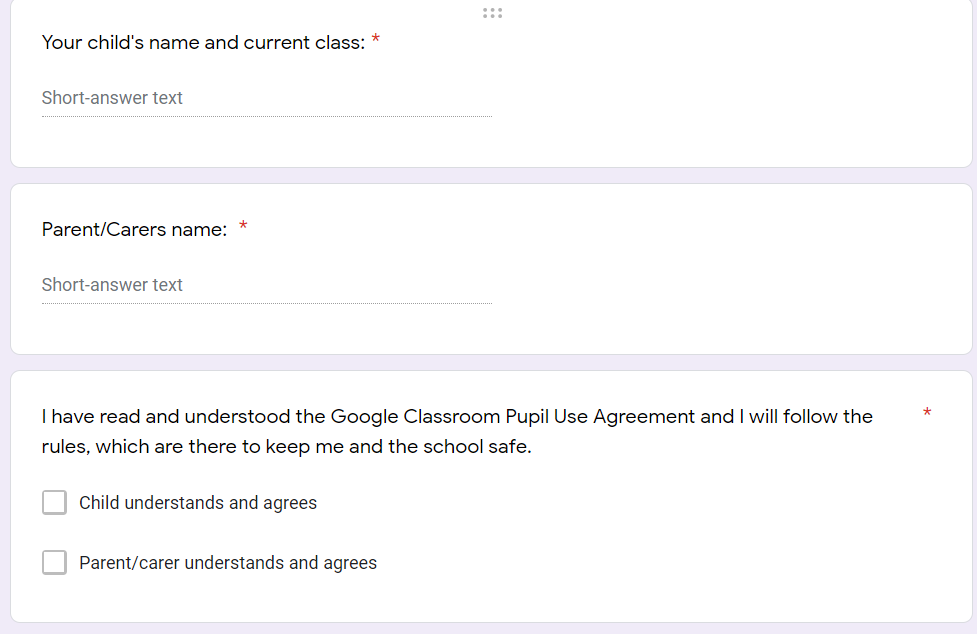 Your child's name and current class: *
Short-answer text
Parent/Carers name: *
Short-answer text
I have read and understood the Google Classroom Pupil Use Agreement and I will follow the *
rules, which are there to keep me and the school safe.
Child understands and agrees
Parent/carer understands and agrees